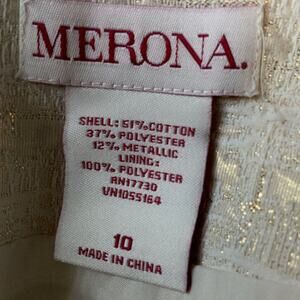 MERONA.
SHELL: 51% COTTON
37% POLYESTER
12% METALLIC
LINING:
100% POLYESTER
RN17730
VN1055164
10
MADE IN CHINA